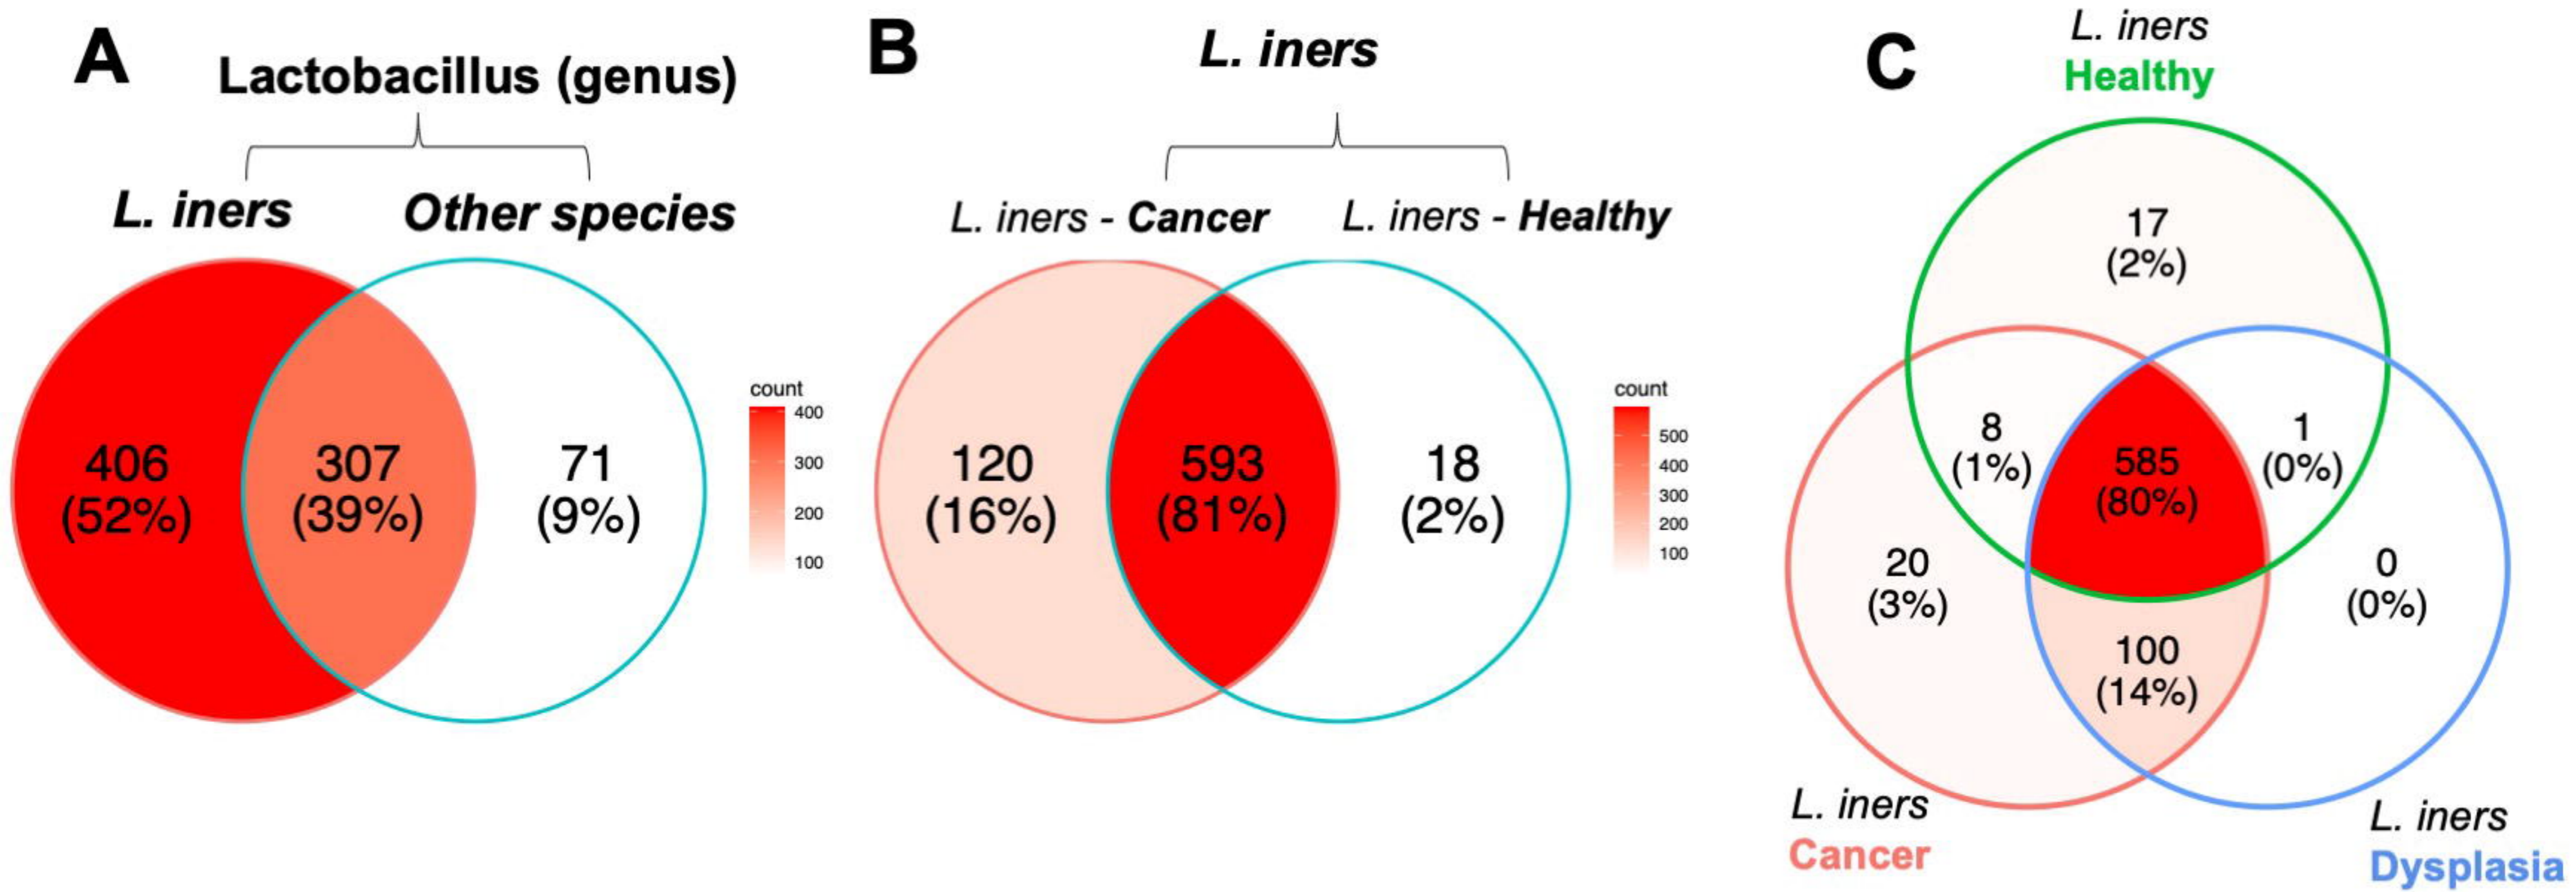 A
Lactobacillus (genus)
L. iners
Other species
406
(52%)
307
(39%)
71
(9%)
count
400
300
200
100
B
L. iners
L. iners - Cancer
L. iners - Healthy
120
(16%)
593
(81%)
18
(2%)
count
500
400
300
200
100
C
L. iners
Healthy
17
(2%)
8
(1%)
585
(80%)
1
(0%)
20
(3%)
0
(0%)
100
(14%)
L. iners
Cancer
L. iners
Dysplasia